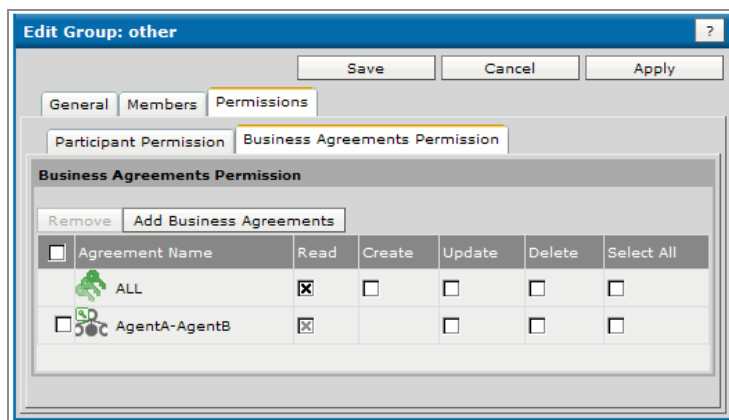 Edit Group: other ?
Save Cancel Apply
General Members Permissions
Participant Permission Business Agreements Permission
Business Agreements Permission
Remove Add Business Agreements
Agreement Name Read Create Update Delete Select All
ALL
AgentA-AgentB